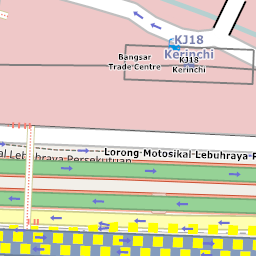 KJ18
Kerinchi
Bangsar
Trade Centre
KJ18
Kerinchi
Lorong Motosikal Lebuhraya
Lebuhraya Persekutuan